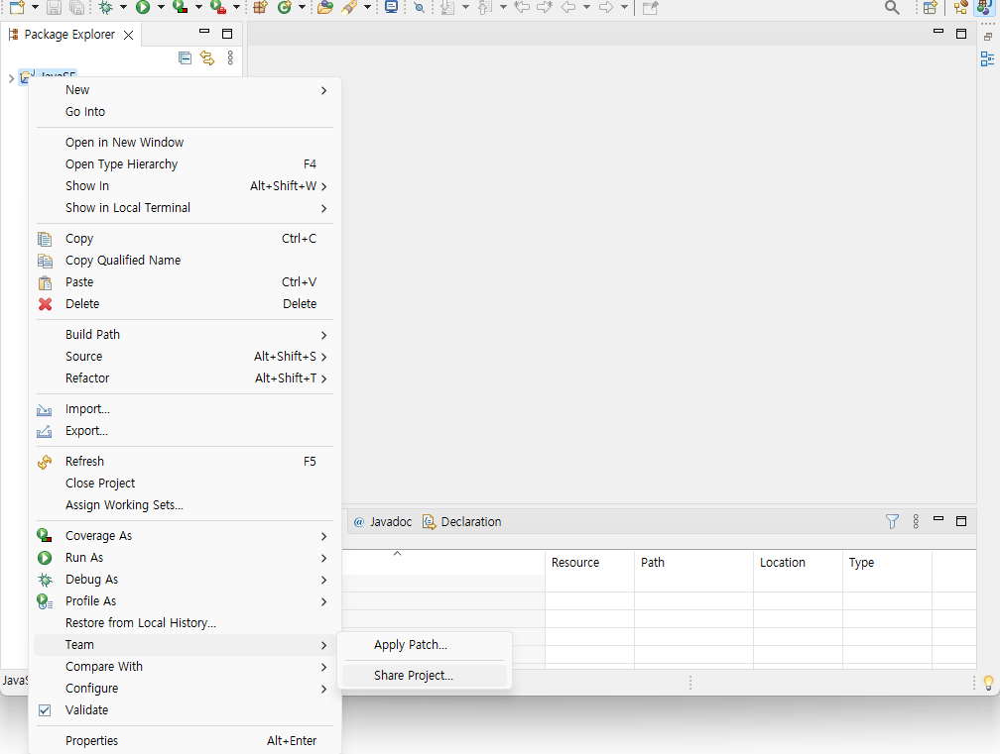 Package Explorer
JavaSE
New
Go Into
Open in New Window
Open Type Hierarchy F4
Show In Alt+Shift+W
Show in Local Terminal
Copy Ctrl+C
Copy Qualified Name
Paste Ctrl+V
Delete Delete
Build Path
Source Alt+Shift+S
Refactor Alt+Shift+T
Import...
Export...
Refresh F5
Close Project
Assign Working Sets...
@ Javadoc Declaration
Coverage As
Run As
Debug As
Profile As
Restore from Local History...
Team
Compare With
Configure
Validate
Properties Alt+Enter
Resource Path Location Type
Apply Patch...
Share Project...